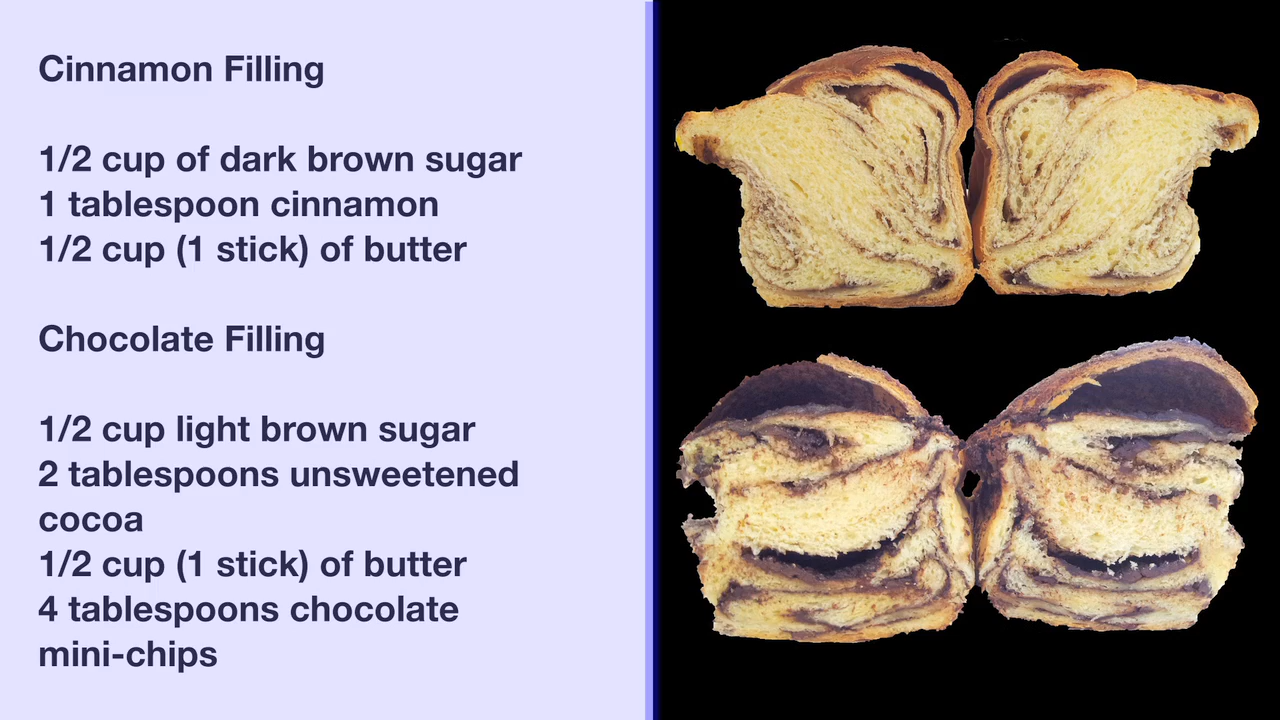 Cinnamon Filling
1/2 cup of dark brown sugar
1 tablespoon cinnamon
1/2 cup (1 stick) of butter
Chocolate Filling
1/2 cup light brown sugar
2 tablespoons unsweetened
cocoa
1/2 cup (1 stick) of butter
4 tablespoons chocolate
mini-chips